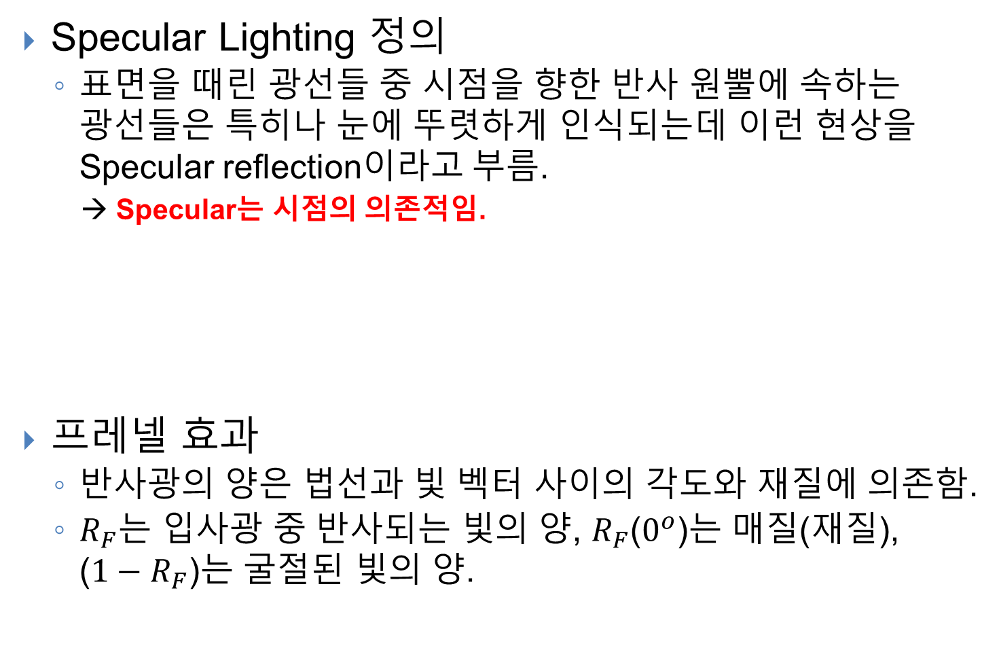 Specular Lighting 정의
표면을 때린 광선들 중 시점을 향한 반사 원뿔에 속하는
광선들은 특히나 눈에 뚜렷하게 인식되는데 이런 현상을
Specular reflection이라고 부름.
→ Specular는 시점의 의존적임.
프레넬 효과
반사광의 양은 법선과 빛 벡터 사이의 각도와 재질에 의존함.
R_F는 입사광 중 반사되는 빛의 양, R_F(0^o)는 매질(재질),
(1 − R_F)는 굴절된 빛의 양.